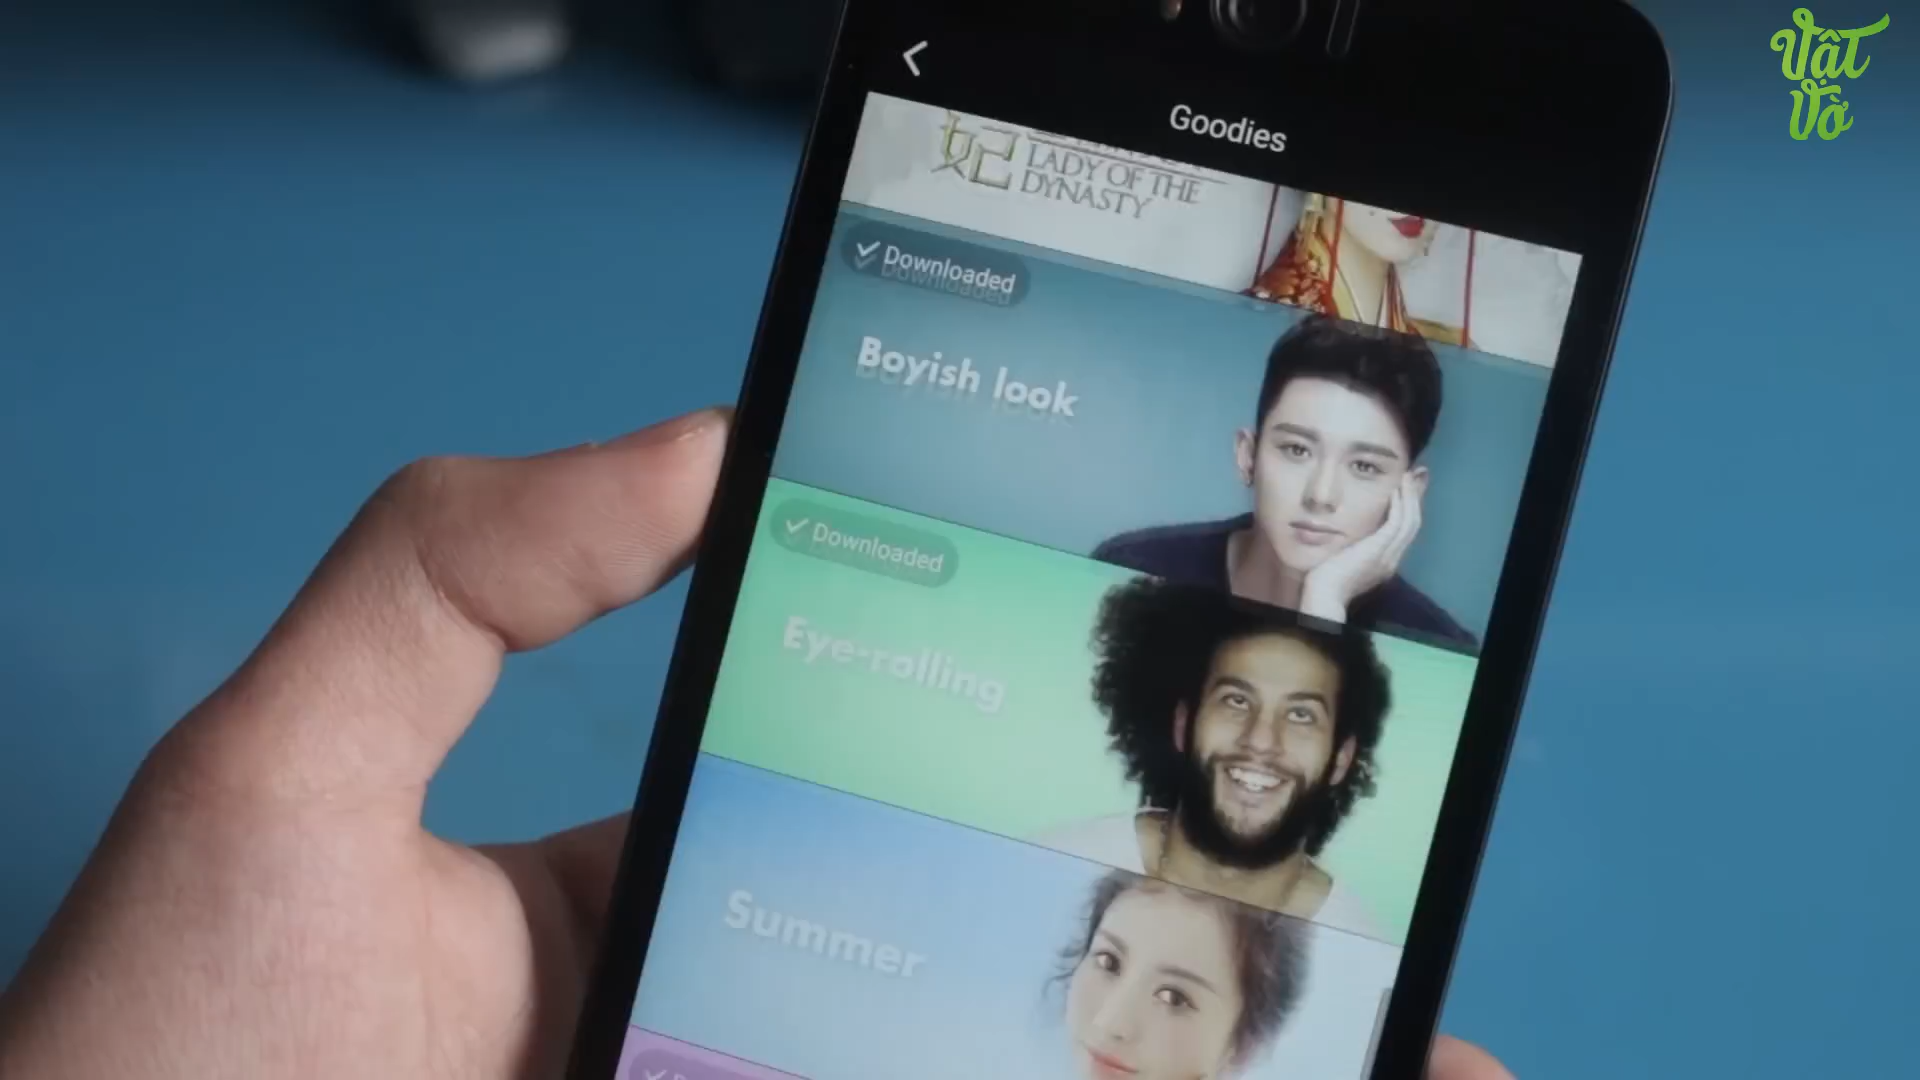 Vật
Vờ
Goodies
妃
LADY OF THE
DYNASTY
Downloaded
Boyish look
Downloaded
Eye-rolling
Summer